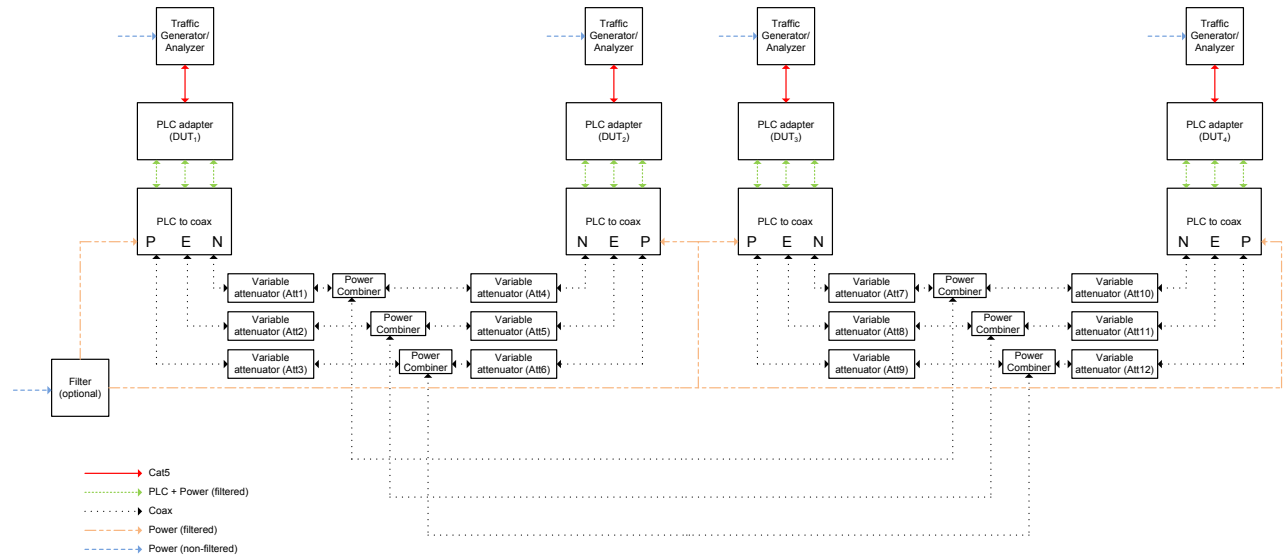 Traffic
Generator/
Analyzer
Traffic
Generator/
Analyzer
Traffic
Generator/
Analyzer
Traffic
Generator/
Analyzer
PLC adapter
(DUT₁)
PLC adapter
(DUT₂)
PLC adapter
(DUT₃)
PLC adapter
(DUT₄)
PLC to coax
P E N
PLC to coax
N E P
PLC to coax
P E N
PLC to coax
N E P
Variable
attenuator (Att1)
Power
Combiner
Variable
attenuator (Att4)
Variable
attenuator (Att7)
Power
Combiner
Variable
attenuator (Att10)
Variable
attenuator (Att2)
Power
Combiner
Variable
attenuator (Att5)
Variable
attenuator (Att8)
Power
Combiner
Variable
attenuator (Att11)
Variable
attenuator (Att3)
Power
Combiner
Variable
attenuator (Att6)
Variable
attenuator (Att9)
Power
Combiner
Variable
attenuator (Att12)
Filter
(optional)
Cat5
PLC + Power (filtered)
Coax
Power (filtered)
Power (non-filtered)